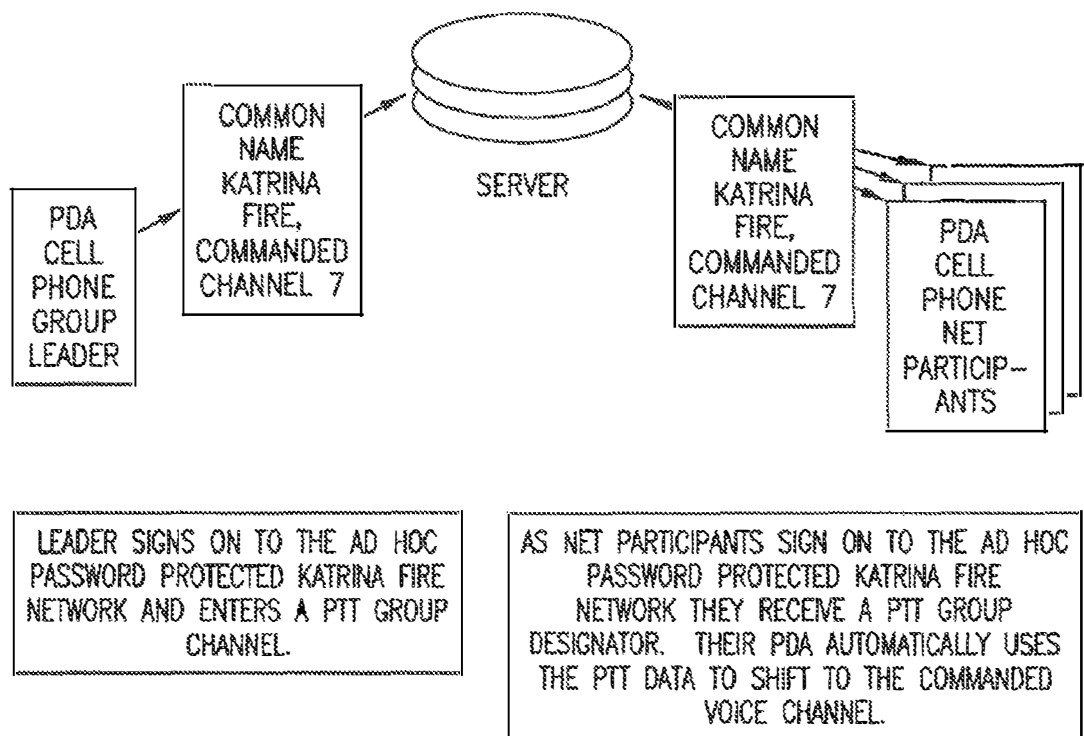 PDA
CELL
PHONE
GROUP
LEADER
COMMON
NAME
KATRINA
FIRE,
COMMANDED
CHANNEL 7
SERVER
COMMON
NAME
KATRINA
FIRE,
COMMANDED
CHANNEL 7
PDA
CELL
PHONE
NET
PARTICIP-
ANTS
LEADER SIGNS ON TO THE AD HOC
PASSWORD PROTECTED KATRINA FIRE
NETWORK AND ENTERS A PTT GROUP
CHANNEL.
AS NET PARTICIPANTS SIGN ON TO THE AD HOC
PASSWORD PROTECTED KATRINA FIRE
NETWORK THEY RECEIVE A PTT GROUP
DESIGNATOR. THEIR PDA AUTOMATICALLY USES
THE PTT DATA TO SHIFT TO THE COMMANDED
VOICE CHANNEL.